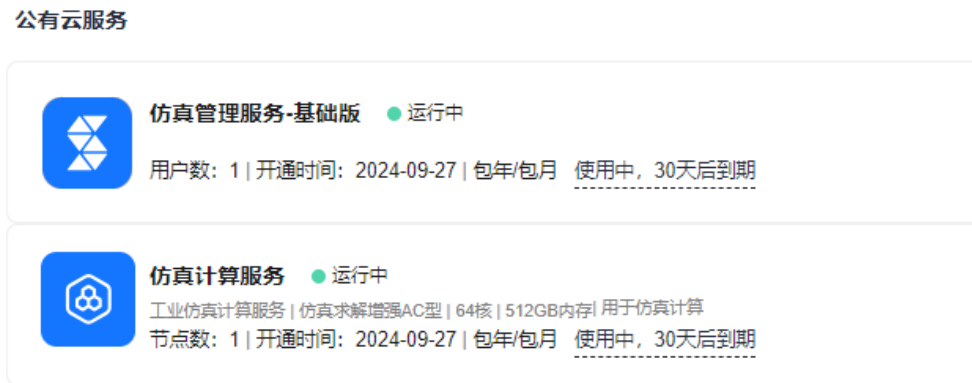 公有云服务
仿真管理服务-基础版 运行中
用户数：1 | 开通时间：2024-09-27 | 包年/包月 使用中，30天后到期
仿真计算服务 运行中
工业仿真计算服务 | 仿真求解增强AC型 | 64核 | 512GB内存| 用于仿真计算
节点数：1 | 开通时间：2024-09-27 | 包年/包月 使用中，30天后到期